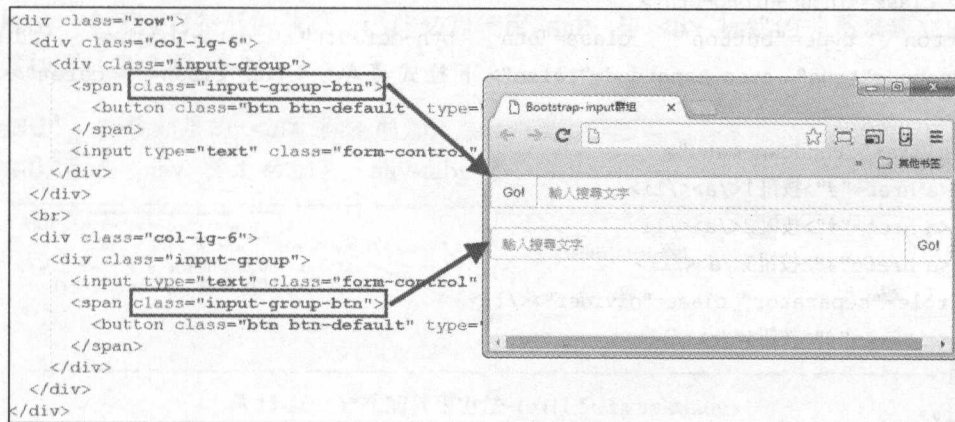 <div class="row">
<div class="col-lg-6">
<div class="input-group">
<span class="input-group-btn">
<button class="btn btn-default" type="
</span>
<input type="text" class="form-control"
</div>
</div>
<br>
<div class="col-lg-6">
<div class="input-group">
<input type="text" class="form-control"
<span class="input-group-btn">
<button class="btn btn-default" type="
</span>
</div>
</div>
</div>
Bootstrap-input群組
其他书签
Go! 輸入搜尋文字
輸入搜尋文字 Go!